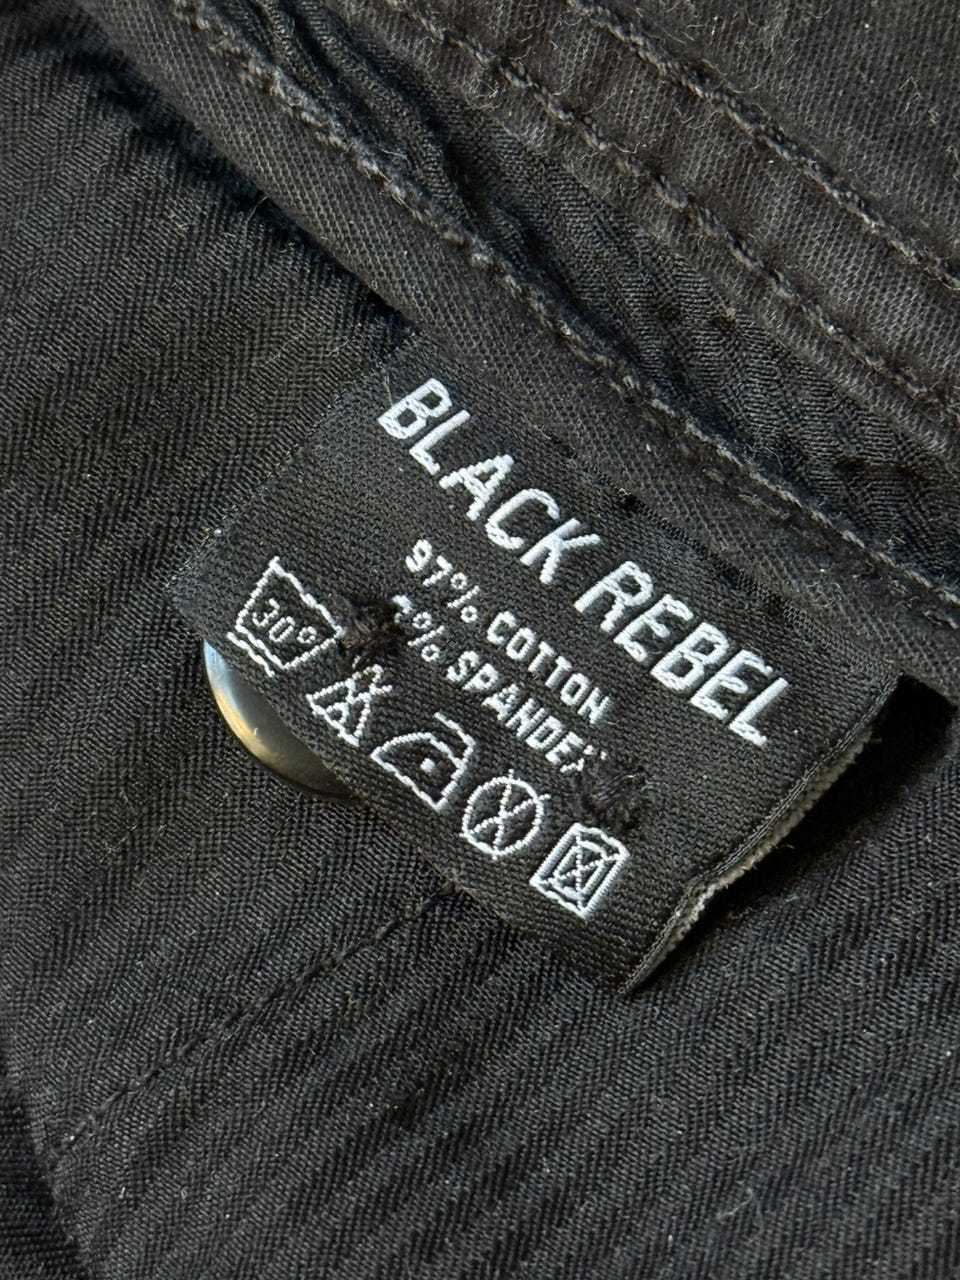 BLACK REBEL
97% COTTON
% SPANDEX
30°